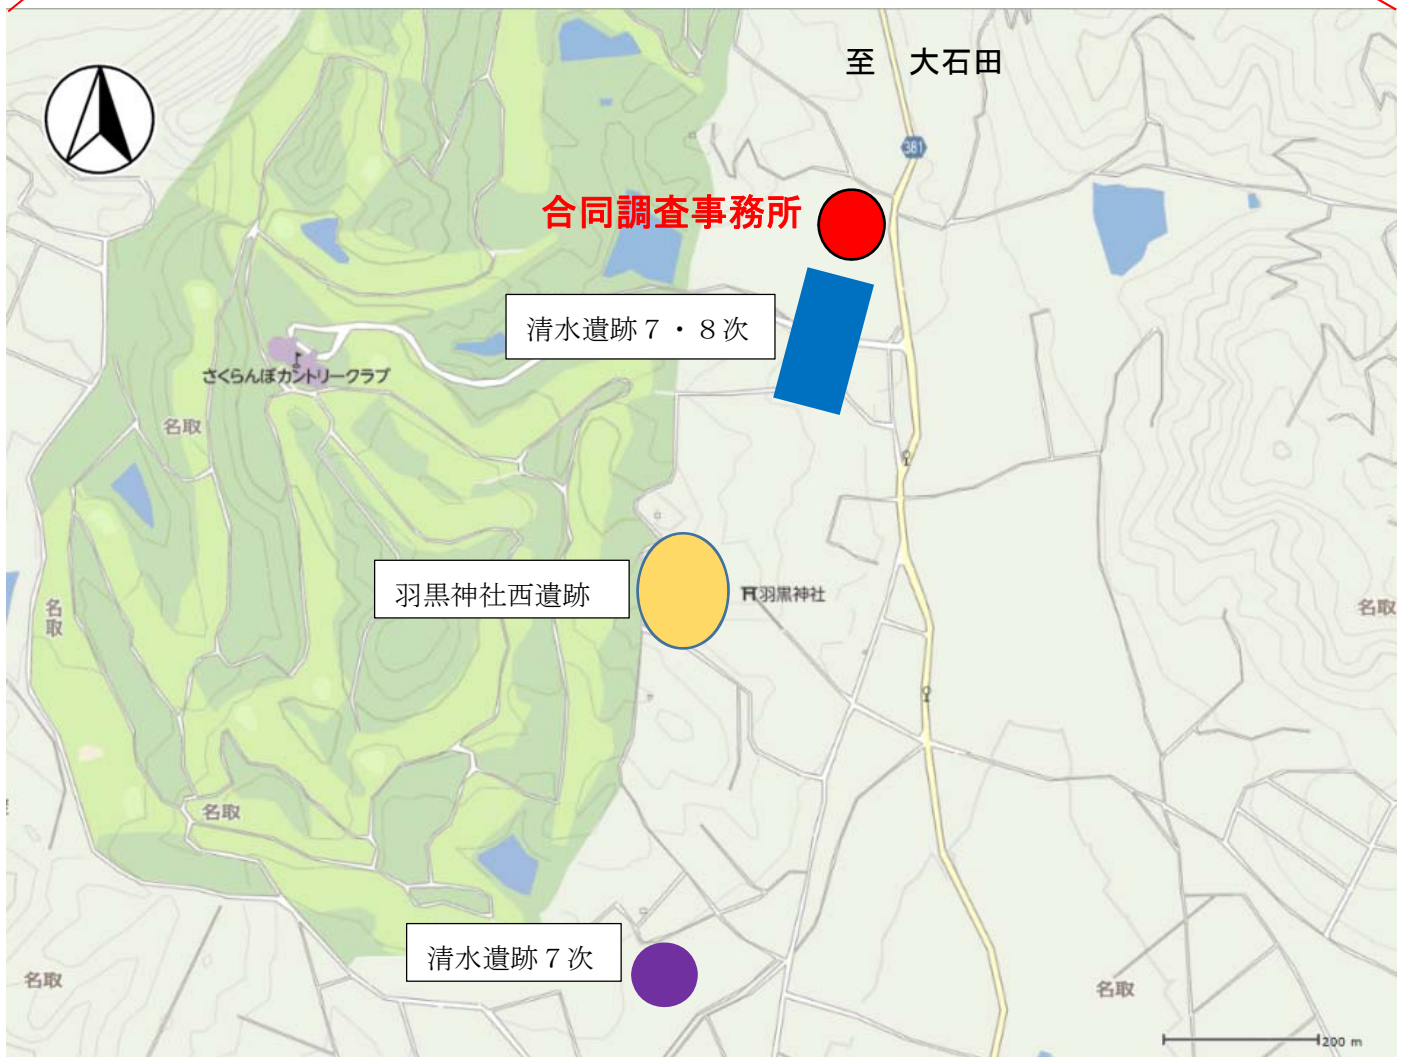 至 大石田
381
合同調査事務所
清水遺跡７・８次
さくらんぼカントリークラブ
名取
羽黒神社西遺跡
羽黒神社
名取
名取
名取
清水遺跡７次
名取
名取
200 m